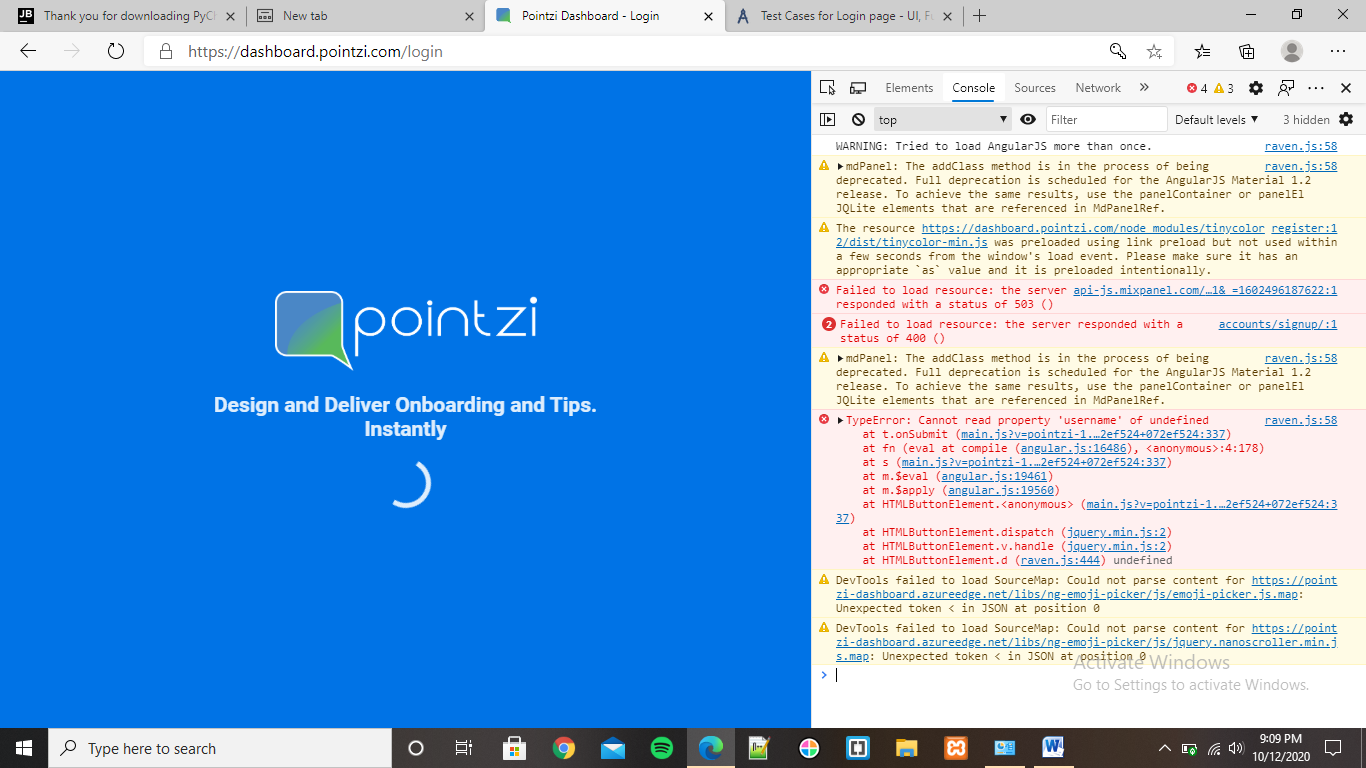 JB Thank you for downloading PyC
New tab
Pointzi Dashboard - Login
Test Cases for Login page - UI, F
https://dashboard.pointzi.com/login
pointzi
Design and Deliver Onboarding and Tips.
Instantly
Elements Console Sources Network » 4 3
top Filter Default levels ▼ 3 hidden
WARNING: Tried to load AngularJS more than once. raven.js:58
mdPanel: The addClass method is in the process of being raven.js:58
deprecated. Full deprecation is scheduled for the AngularJS Material 1.2
release. To achieve the same results, use the panelContainer or panelEl
JQLite elements that are referenced in MdPanelRef.
The resource https://dashboard.pointzi.com/node_modules/tinycolor register:1
2/dist/tinycolor-min.js was preloaded using link preload but not used within
a few seconds from the window's load event. Please make sure it has an
appropriate `as` value and it is preloaded intentionally.
Failed to load resource: the server api-js.mixpanel.com/…1&_=1602496187622:1
responded with a status of 503 ()
2 Failed to load resource: the server responded with a accounts/signup/:1
status of 400 ()
mdPanel: The addClass method is in the process of being raven.js:58
deprecated. Full deprecation is scheduled for the AngularJS Material 1.2
release. To achieve the same results, use the panelContainer or panelEl
JQLite elements that are referenced in MdPanelRef.
TypeError: Cannot read property 'username' of undefined raven.js:58
at t.onSubmit (main.js?v=pointzi-1.…2ef524+072ef524:337)
at fn (eval at compile (angular.js:16486), <anonymous>:4:178)
at s (main.js?v=pointzi-1.…2ef524+072ef524:337)
at m.$eval (angular.js:19461)
at m.$apply (angular.js:19560)
at HTMLButtonElement.<anonymous> (main.js?v=pointzi-1.…2ef524+072ef524:3
37)
at HTMLButtonElement.dispatch (jquery.min.js:2)
at HTMLButtonElement.v.handle (jquery.min.js:2)
at HTMLButtonElement.d (raven.js:444) undefined
DevTools failed to load SourceMap: Could not parse content for https://point
zi-dashboard.azureedge.net/libs/ng-emoji-picker/js/emoji-picker.js.map:
Unexpected token < in JSON at position 0
DevTools failed to load SourceMap: Could not parse content for https://point
zi-dashboard.azureedge.net/libs/ng-emoji-picker/js/jquery.nanoscroller.min.j
s.map: Unexpected token < in JSON at position 0
Activate Windows
Go to Settings to activate Windows.
Type here to search
9:09 PM
10/12/2020